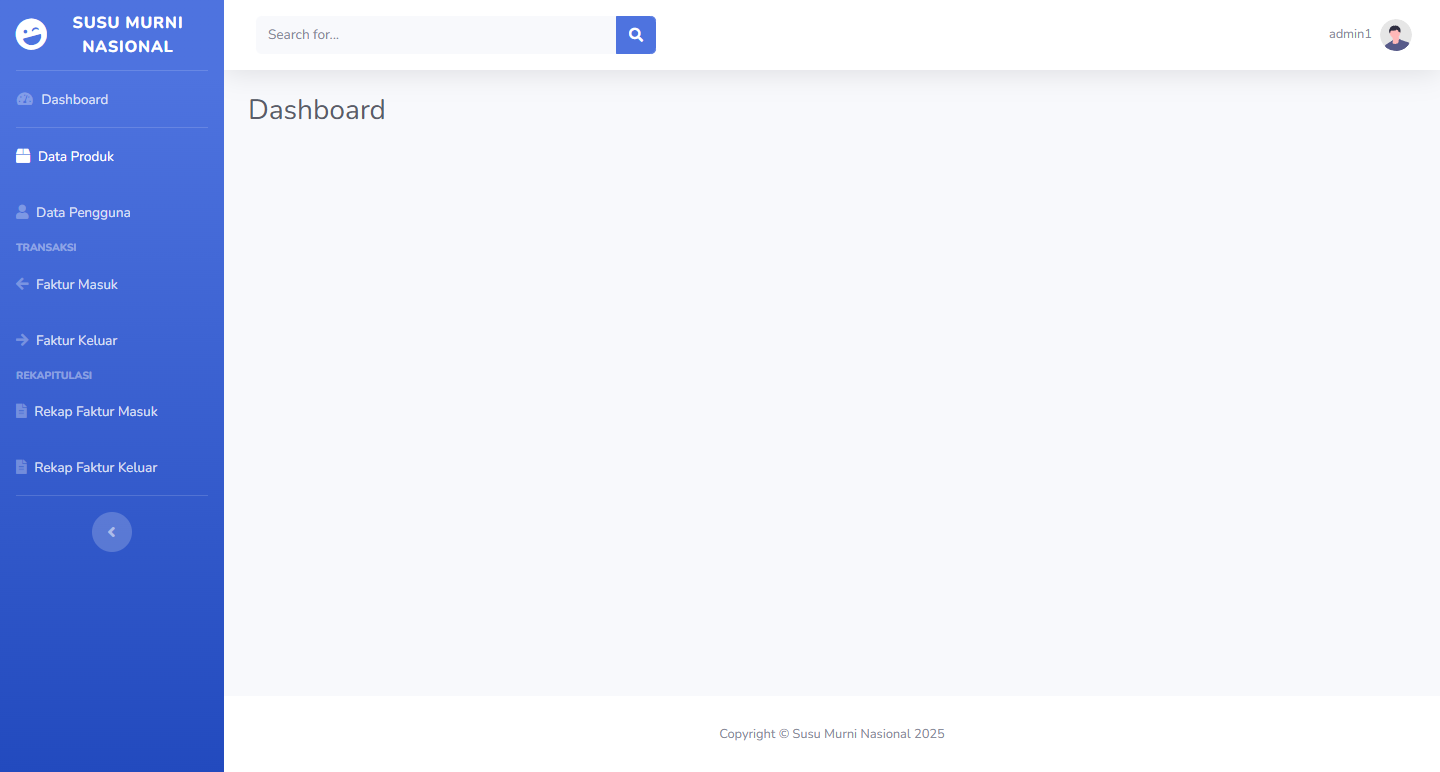 SUSU MURNI
NASIONAL
Dashboard
Data Produk
Data Pengguna
TRANSAKSI
Faktur Masuk
Faktur Keluar
REKAPITULASI
Rekap Faktur Masuk
Rekap Faktur Keluar
Search for...
admin1
Dashboard
Copyright © Susu Murni Nasional 2025